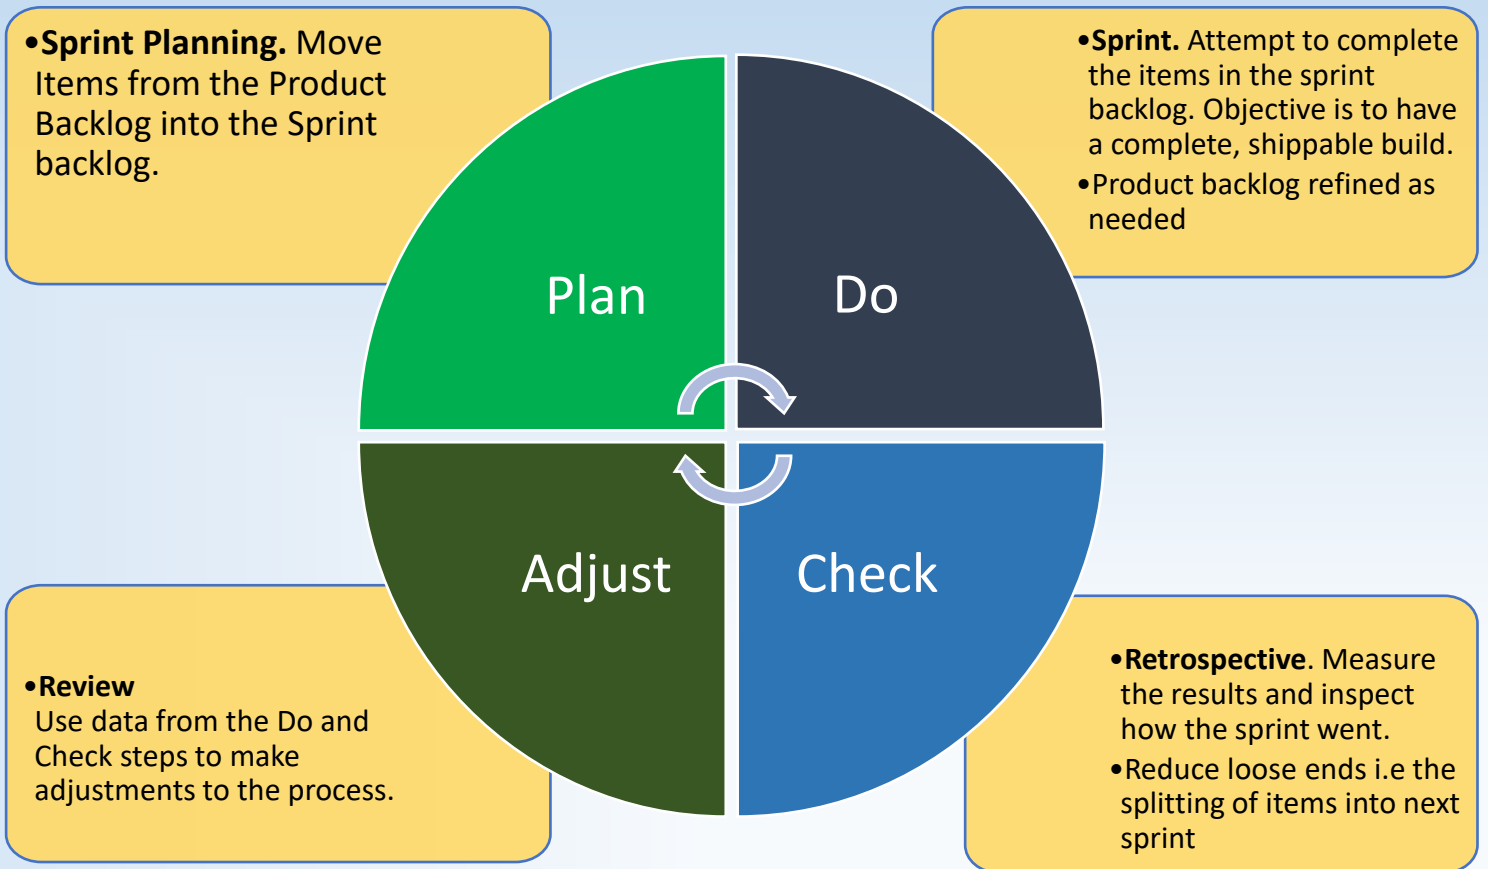 •Sprint Planning. Move
Items from the Product
Backlog into the Sprint
backlog.
•Sprint. Attempt to complete
the items in the sprint
backlog. Objective is to have
a complete, shippable build.
•Product backlog refined as
needed
Plan
Do
Adjust
Check
•Review
Use data from the Do and
Check steps to make
adjustments to the process.
•Retrospective. Measure
the results and inspect
how the sprint went.
•Reduce loose ends i.e the
splitting of items into next
sprint